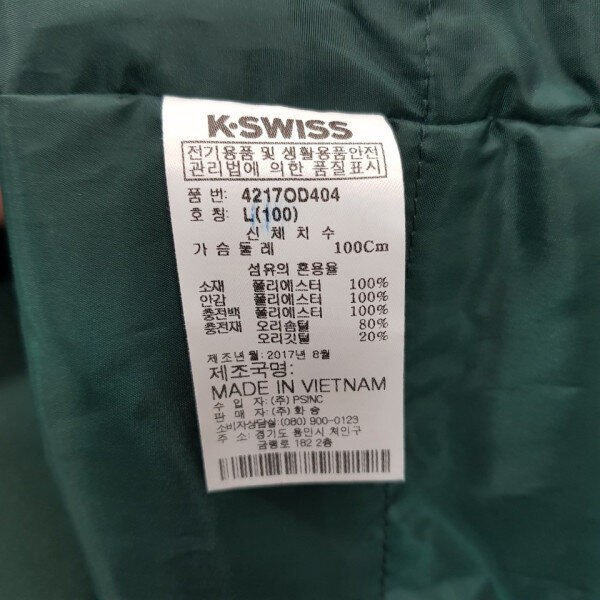 K·SWISS
전기용품 및 생활용품안전
관리법에 의한 품질표시
품 번: 4217OD404
호 칭: L(100)
신 체 치 수
가 슴 둘 레 100Cm
섬유의 혼용율
소재 폴리에스터 100%
안감 폴리에스터 100%
충전백 폴리에스터 100%
충전재 오리솜털 80%
오리깃털 20%
제조년월: 2017년 8월
제조국명:
MADE IN VIETNAM
수 입 자: (주) PSINC
판 매 자: (주) 화 승
소비자상담실: (080) 900-0123
주 소: 경기도 용인시 처인구
금령로 182 2층